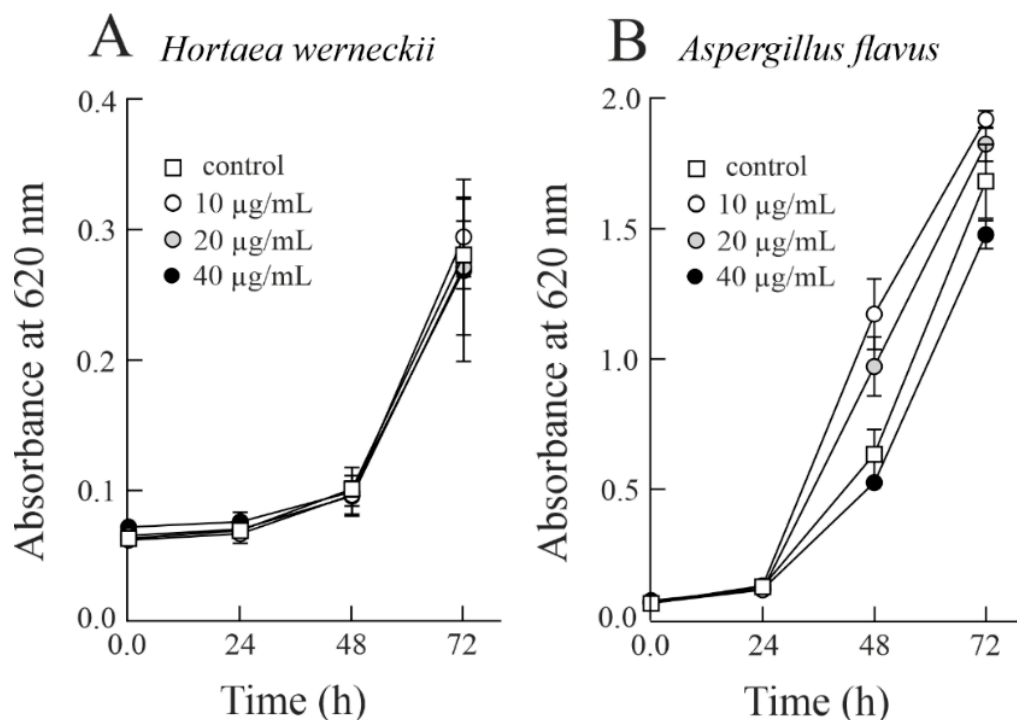 A Hortaea werneckii
Absorbance at 620 nm
0.4
0.3
0.2
0.1
0.0
control
10 µg/mL
20 µg/mL
40 µg/mL
0.0 24 48 72
Time (h)
B Aspergillus flavus
Absorbance at 620 nm
2.0
1.5
1.0
0.5
0.0
control
10 µg/mL
20 µg/mL
40 µg/mL
0.0 24 48 72
Time (h)